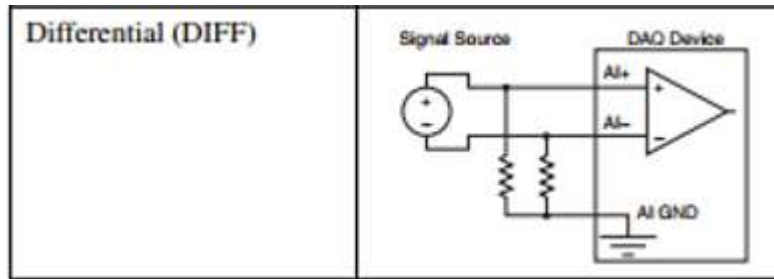 Differential (DIFF)
Signal Source
DAQ Device
AI+
+
+
AI–
–
–
AI GND